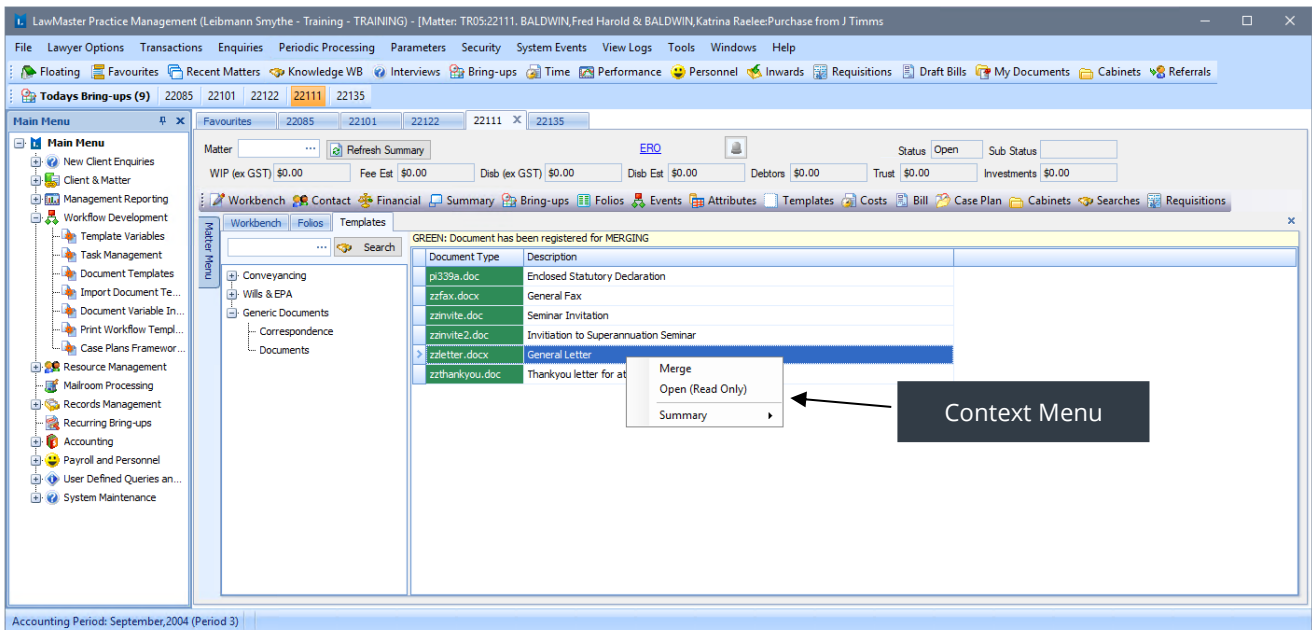 LawMaster Practice Management (Leibmann Smythe - Training - TRAINING) - [Matter: TR05:22111. BALDWIN,Fred Harold & BALDWIN,Katrina Raelee:Purchase from J Timms
File Lawyer Options Transactions Enquiries Periodic Processing Parameters Security System Events View Logs Tools Windows Help
Floating Favourites Recent Matters Knowledge WB Interviews Bring-ups Time Performance Personnel Inwards Requisitions Draft Bills My Documents Cabinets Referrals
Todays Bring-ups (9) 22085 22101 22122 22111 22135
Main Menu
Main Menu
New Client Enquiries
Client & Matter
Management Reporting
Workflow Development
Template Variables
Task Management
Document Templates
Import Document Te...
Document Variable In...
Print Workflow Templ...
Case Plans Framewor...
Resource Management
Mailroom Processing
Records Management
Recurring Bring-ups
Accounting
Payroll and Personnel
User Defined Queries an...
System Maintenance
Favourites 22085 22101 22122 22111 22135
Matter ... Refresh Summary ERO Status Open Sub Status
WIP (ex GST) $0.00 Fee Est $0.00 Disb (ex GST) $0.00 Disb Est $0.00 Debtors $0.00 Trust $0.00 Investments $0.00
Workbench Contact Financial Summary Bring-ups Folios Events Attributes Templates Costs Bill Case Plan Cabinets Searches Requisitions
Matter Menu
Workbench Folios Templates
... Search
Conveyancing
Wills & EPA
Generic Documents
Correspondence
Documents
GREEN: Document has been registered for MERGING
Document Type Description
pi339a.doc Enclosed Statutory Declaration
zzfax.docx General Fax
zzinvite.doc Seminar Invitation
zzinvite2.doc Invitiation to Superannuation Seminar
zzletter.docx General Letter
zzthankyou.doc Thankyou letter for at
Merge
Open (Read Only)
Summary
Context Menu
Accounting Period: September,2004 (Period 3)